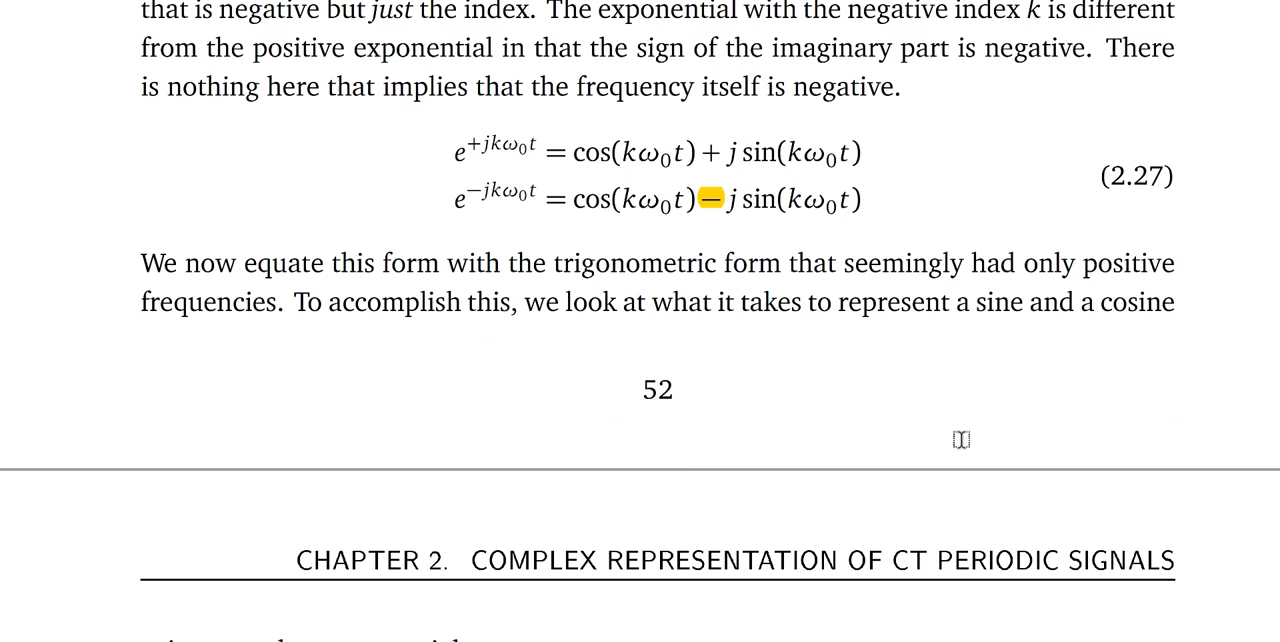 that is negative but just the index. The exponential with the negative index k is different
from the positive exponential in that the sign of the imaginary part is negative. There
is nothing here that implies that the frequency itself is negative.
e^{+jkω₀t} = cos(kω₀t) + j sin(kω₀t)
e^{−jkω₀t} = cos(kω₀t) − j sin(kω₀t)
(2.27)
We now equate this form with the trigonometric form that seemingly had only positive
frequencies. To accomplish this, we look at what it takes to represent a sine and a cosine
52
CHAPTER 2. COMPLEX REPRESENTATION OF CT PERIODIC SIGNALS